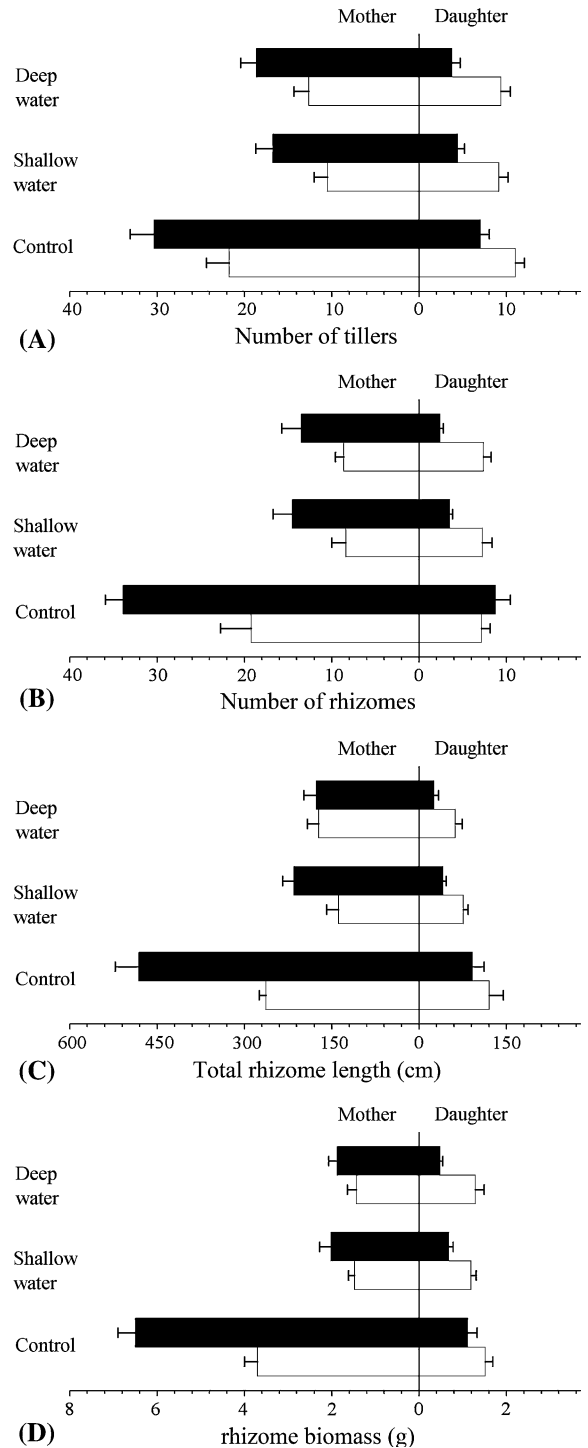 Mother Daughter
Deep
water
Shallow
water
Control
40 30 20 10 0 10
(A) Number of tillers
Mother Daughter
Deep
water
Shallow
water
Control
40 30 20 10 0 10
(B) Number of rhizomes
Mother Daughter
Deep
water
Shallow
water
Control
600 450 300 150 0 150
(C) Total rhizome length (cm)
Mother Daughter
Deep
water
Shallow
water
Control
8 6 4 2 0 2
(D) rhizome biomass (g)